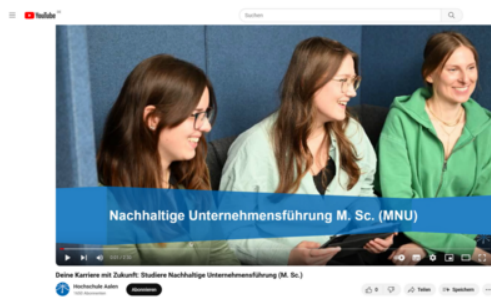 YouTube
Suchen
Nachhaltige Unternehmensführung M. Sc. (MNU)
Deine Karriere mit Zukunft: Studiere Nachhaltige Unternehmensführung (M. Sc.)
Hochschule Aalen
Abonnieren
Teilen
Speichern